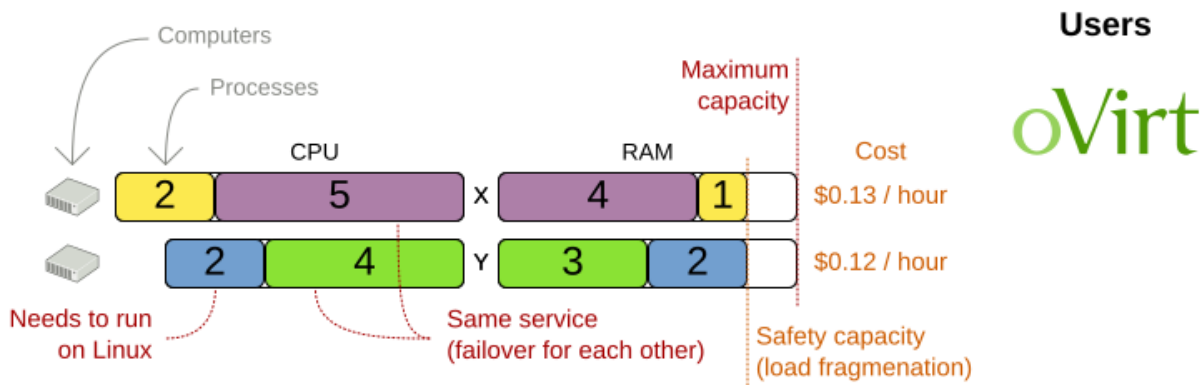 Users
Computers
Processes
Maximum
capacity
oVirt
CPU
RAM
Cost
2 5 X 4 1 $0.13 / hour
2 4 Y 3 2 $0.12 / hour
Needs to run
on Linux
Same service
(failover for each other)
Safety capacity
(load fragmenation)